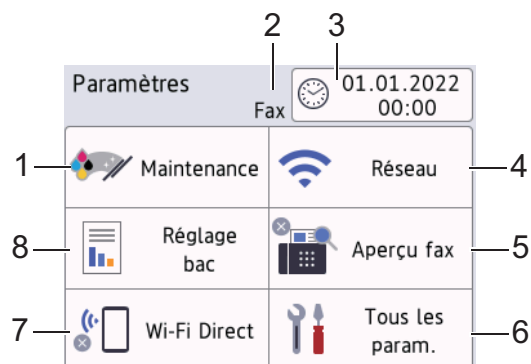 2 3
Paramètres
Fax
01.01.2022
00:00
1 Maintenance Réseau 4
8 Réglage bac Aperçu fax 5
7 Wi-Fi Direct Tous les param. 6